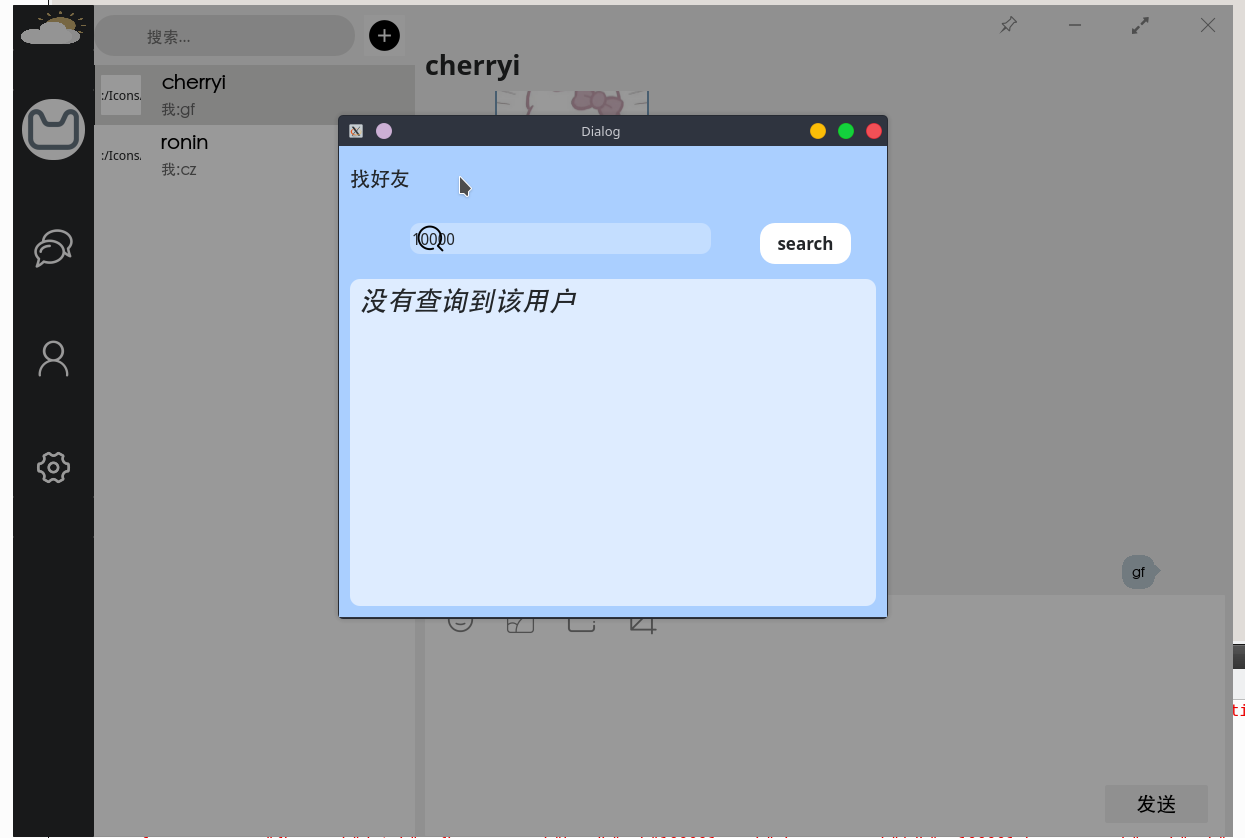 搜索...
cherryi
:/Icons.
cherryi
我:gf
:/Icons.
ronin
我:cz
Dialog
找好友
10000
search
没有查询到该用户
gf
发送